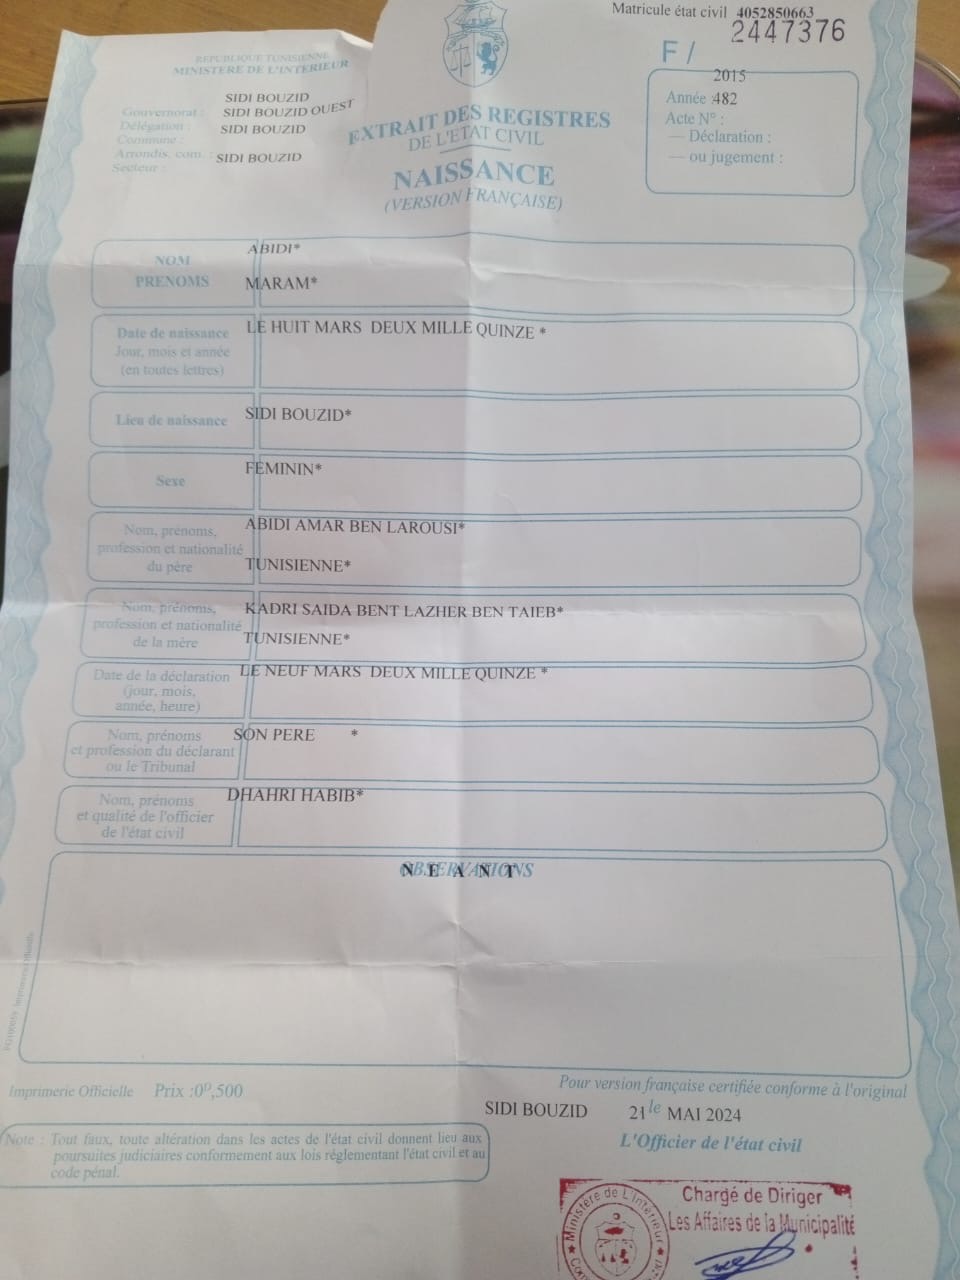 Matricule état civil 4052850663
2447376
F/
REPUBLIQUE TUNISIENNE
MINISTERE DE L'INTERIEUR
Gouvernorat : SIDI BOUZID
Délégation : SIDI BOUZID OUEST
Commune : SIDI BOUZID
Arrondis. com. : SIDI BOUZID
Secteur :
EXTRAIT DES REGISTRES
DE L'ETAT CIVIL
NAISSANCE
(VERSION FRANÇAISE)
2015
Année : 482
Acte N° :
— Déclaration :
— ou jugement :
NOM ABIDI*
PRENOMS MARAM*
Date de naissance LE HUIT MARS DEUX MILLE QUINZE *
Jour, mois et année
(en toutes lettres)
Lieu de naissance SIDI BOUZID*
Sexe FEMININ*
Nom, prénoms, ABIDI AMAR BEN LAROUSI*
profession et nationalité
du père TUNISIENNE*
Nom, prénoms, KADRI SAIDA BENT LAZHER BEN TAIEB*
profession et nationalité
de la mère TUNISIENNE*
Date de la déclaration LE NEUF MARS DEUX MILLE QUINZE *
(jour, mois,
année, heure)
Nom, prénoms SON PERE *
et profession du déclarant
ou le Tribunal
Nom, prénoms DHAHRI HABIB*
et qualité de l'officier
de l'état civil
OBSERVATIONS
N E A N T
Imprimerie Officielle Prix :0ᴰ,500
Pour version française certifiée conforme à l'original
SIDI BOUZID le 21 MAI 2024
L'Officier de l'état civil
Note : Tout faux, toute altération dans les actes de l'état civil donnent lieu aux
poursuites judiciaires conformement aux lois réglementant l'état civil et au
code pénal.
Ministère de L'Intérieur
Chargé de Diriger
Les Affaires de la Municipalité